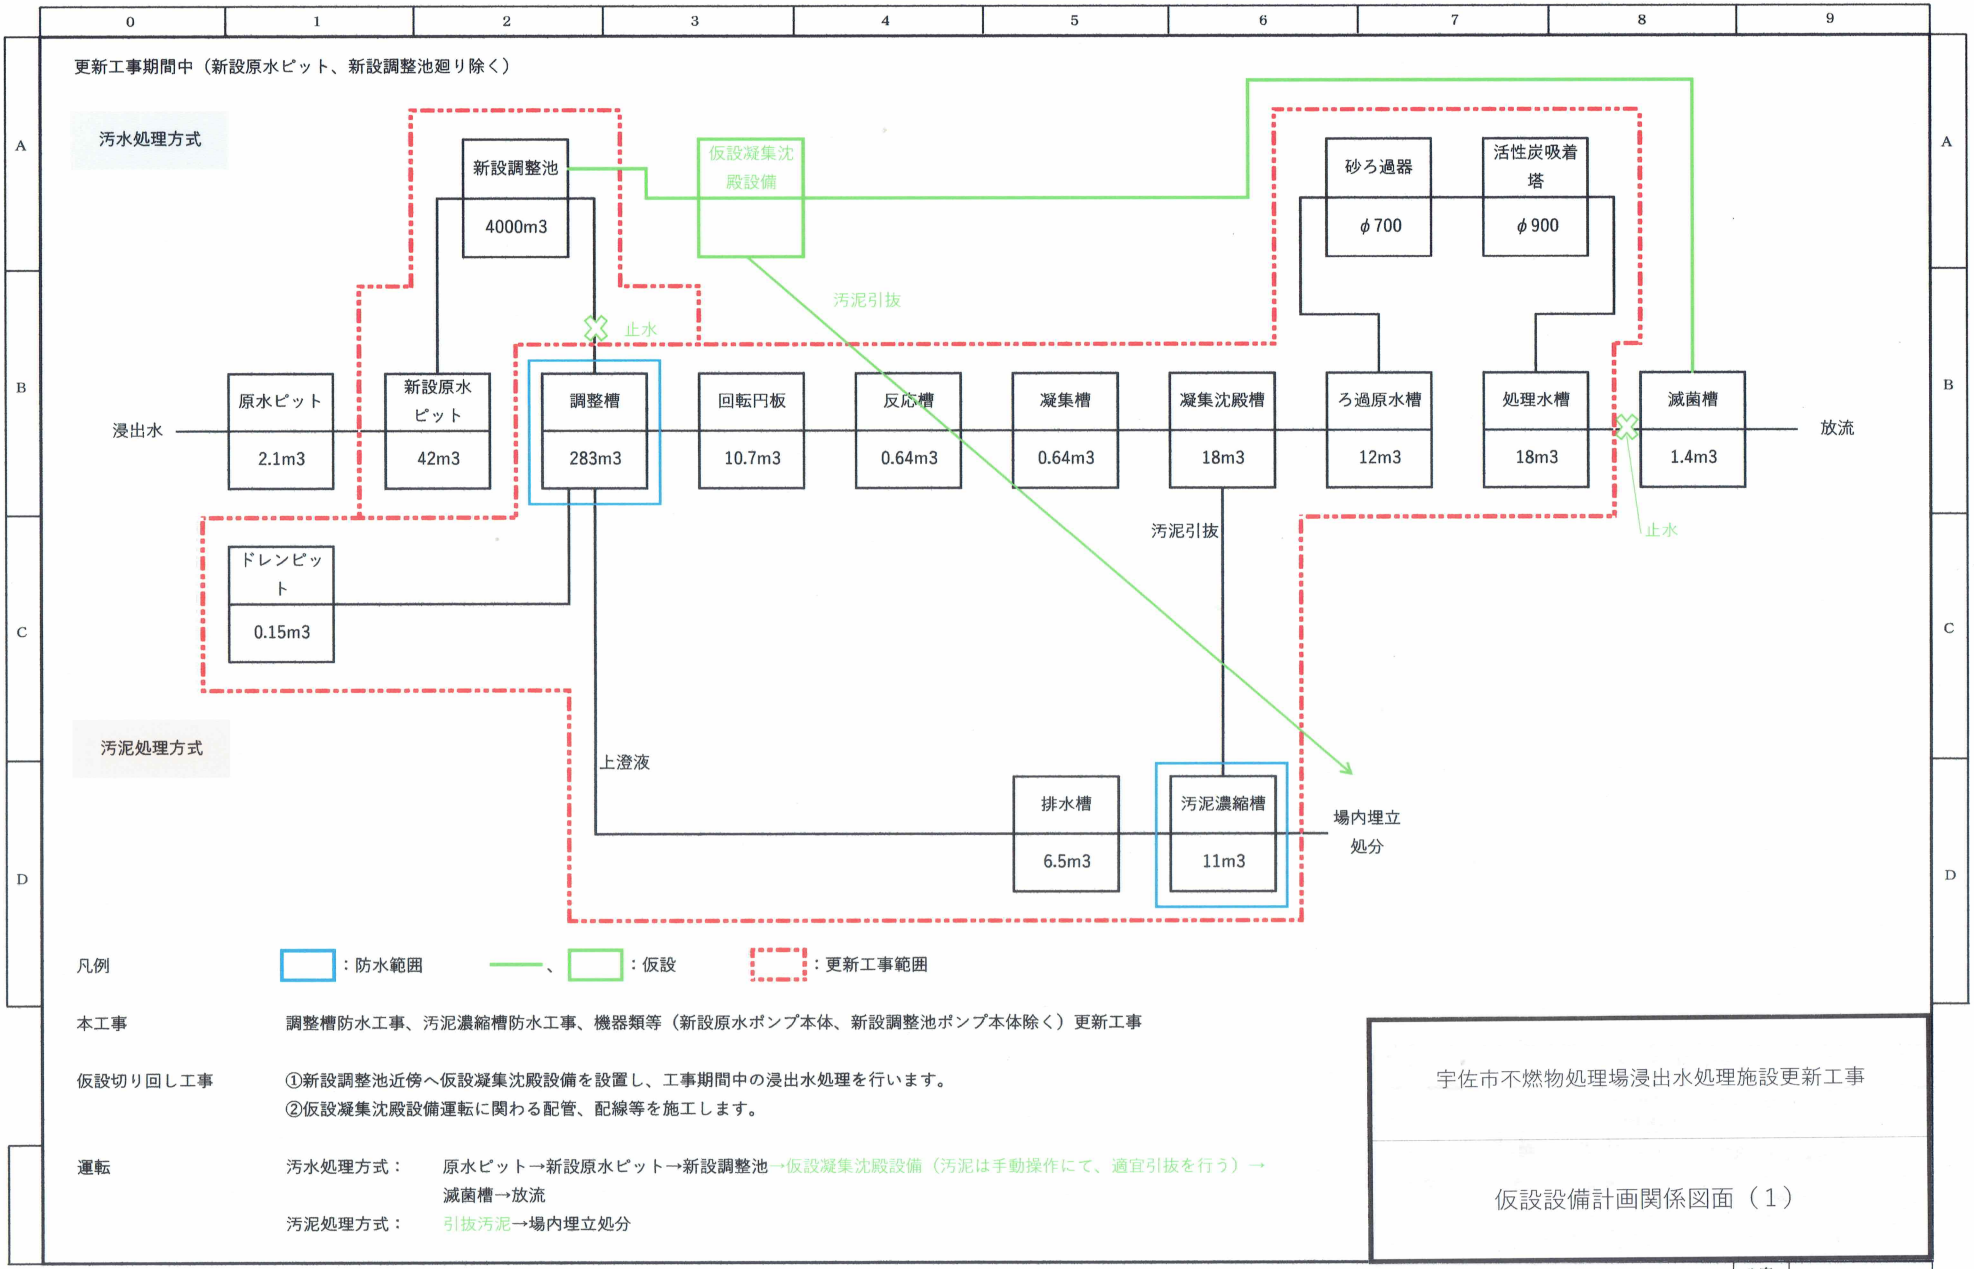 0 1 2 3 4 5 6 7 8 9
更新工事期間中（新設原水ピット、新設調整池廻り除く）
A
汚水処理方式
新設調整池
4000m3
仮設凝集沈
殿設備
砂ろ過器
φ700
活性炭吸着
塔
φ900
A
汚泥引抜
止水
B
浸出水
原水ピット
2.1m3
新設原水
ピット
42m3
調整槽
283m3
回転円板
10.7m3
反応槽
0.64m3
凝集槽
0.64m3
凝集沈殿槽
18m3
ろ過原水槽
12m3
処理水槽
18m3
滅菌槽
1.4m3
放流
B
汚泥引抜
止水
C
ドレンピッ
ト
0.15m3
C
汚泥処理方式
上澄液
排水槽
6.5m3
汚泥濃縮槽
11m3
場内埋立
処分
D
D
凡例
：防水範囲
、
：仮設
：更新工事範囲
本工事
調整槽防水工事、汚泥濃縮槽防水工事、機器類等（新設原水ポンプ本体、新設調整池ポンプ本体除く）更新工事
仮設切り回し工事
①新設調整池近傍へ仮設凝集沈殿設備を設置し、工事期間中の浸出水処理を行います。
②仮設凝集沈殿設備運転に関わる配管、配線等を施工します。
運転
汚水処理方式：
原水ピット→新設原水ピット→新設調整池→仮設凝集沈殿設備（汚泥は手動操作にて、適宜引抜を行う）→
滅菌槽→放流
汚泥処理方式：
引抜汚泥→場内埋立処分
宇佐市不燃物処理場浸出水処理施設更新工事
仮設設備計画関係図面（1）